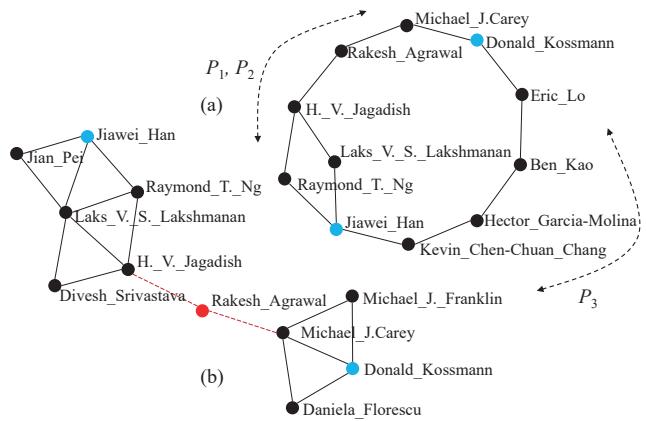 Michael_J.Carey
Donald_Kossmann
Rakesh_Agrawal
P1, P2
Eric_Lo
(a)
H._V._Jagadish
Jiawei_Han
Jian_Pei
Laks_V._S._Lakshmanan
Ben_Kao
Raymond_T._Ng
Raymond_T._Ng
Laks_V._S._Lakshmanan
Jiawei_Han
Hector_Garcia-Molina
Kevin_Chen-Chuan_Chang
H._V._Jagadish
Divesh_Srivastava
Rakesh_Agrawal
Michael_J._Franklin
P3
Michael_J.Carey
Donald_Kossmann
(b)
Daniela_Florescu